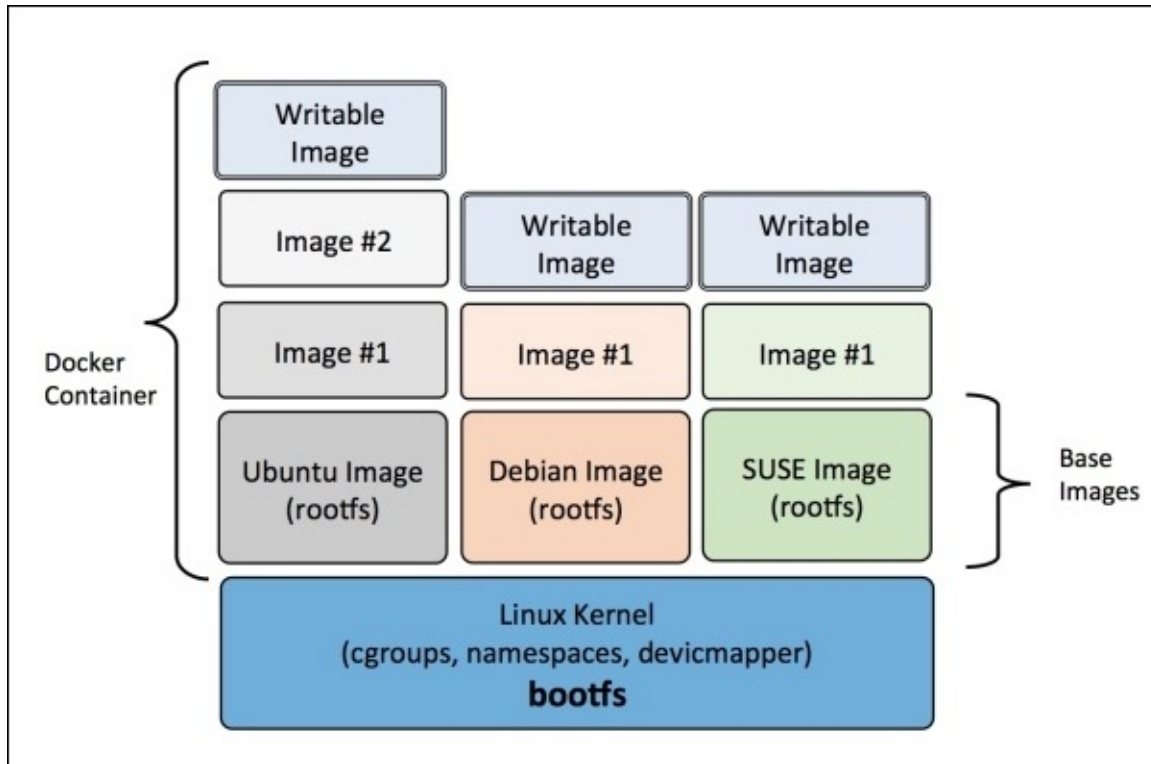 Writable
Image
Image #2
Writable
Image
Writable
Image
Docker
Container
Image #1
Image #1
Image #1
Ubuntu Image
(rootfs)
Debian Image
(rootfs)
SUSE Image
(rootfs)
Base
Images
Linux Kernel
(cgroups, namespaces, devicmapper)
bootfs